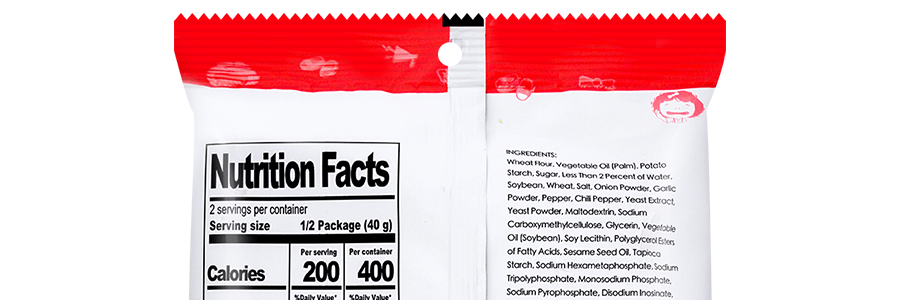 Nutrition Facts
2 servings per container
Serving size 1/2 Package (40 g)
Per serving Per container
Calories 200 400
%Daily Value* %Daily Value*
INGREDIENTS:
Wheat Flour, Vegetable Oil (Palm), Potato
Starch, Sugar, Less Than 2 Percent of Water,
Soybean, Wheat, Salt, Onion Powder, Garlic
Powder, Pepper, Chili Pepper, Yeast Extract,
Yeast Powder, Maltodextrin, Sodium
Carboxymethylcellulose, Glycerin, Vegetable
Oil (Soybean), Soy Lecithin, Polyglycerol Esters
of Fatty Acids, Sesame Seed Oil, Tapioca
Starch, Sodium Hexametaphosphate, Sodium
Tripolyphosphate, Monosodium Phosphate,
Sodium Pyrophosphate, Disodium Inosinate,